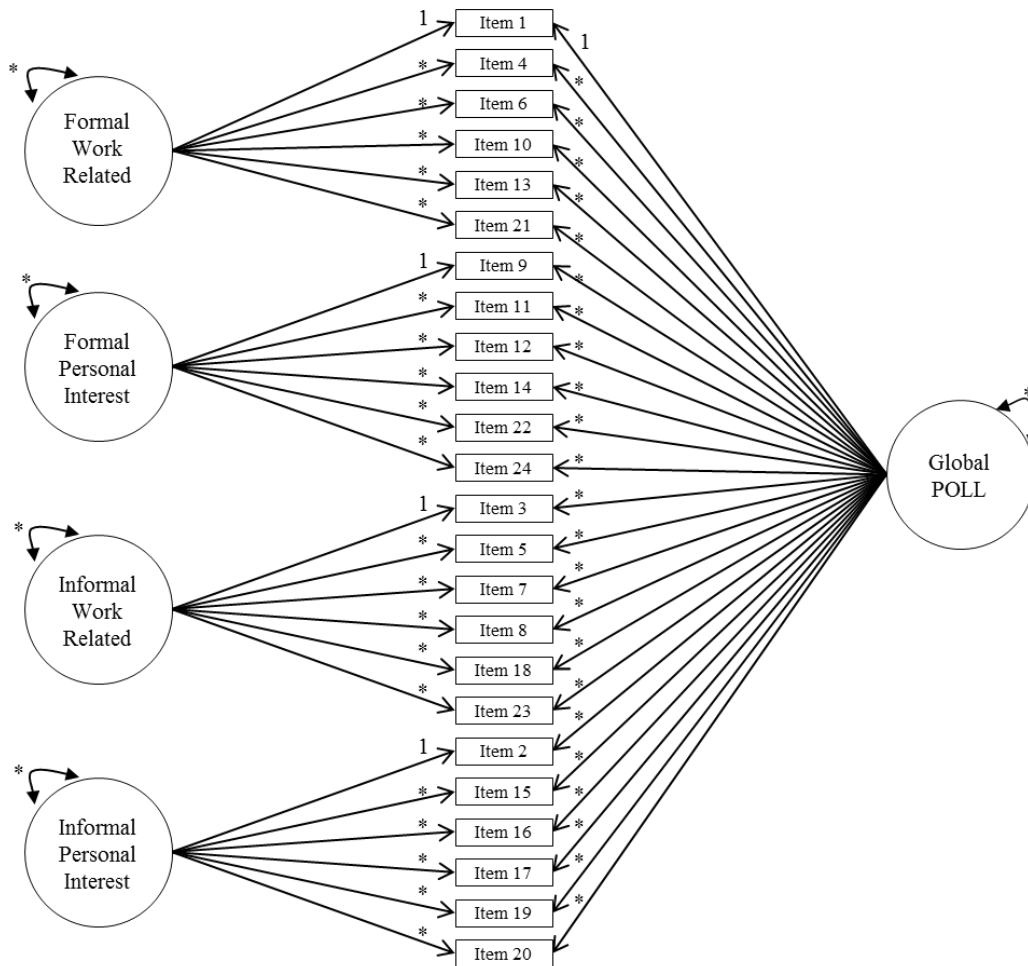 1
Item 1
1
*
*
Item 4
*
Formal
Work
Related
*
Item 6
*
*
Item 10
*
*
Item 13
*
*
Item 21
*
1
Item 9
*
*
Formal
Personal
Interest
*
Item 11
*
*
Item 12
*
*
Item 14
*
*
Item 22
*
*
Item 24
*
Global
POLL
*
1
Item 3
*
*
Informal
Work
Related
*
Item 5
*
*
Item 7
*
*
Item 8
*
*
Item 18
*
*
Item 23
*
1
Item 2
*
*
Informal
Personal
Interest
*
Item 15
*
*
Item 16
*
*
Item 17
*
*
Item 19
*
*
Item 20